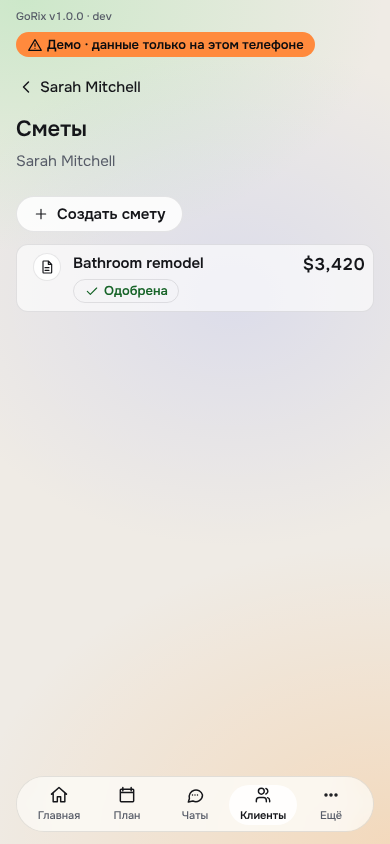 GoRix v1.0.0 · dev
Демо · данные только на этом телефоне
Sarah Mitchell
Сметы
Sarah Mitchell
Создать смету
Bathroom remodel
$3,420
Одобрена
Главная
План
Чаты
Клиенты
Ещё